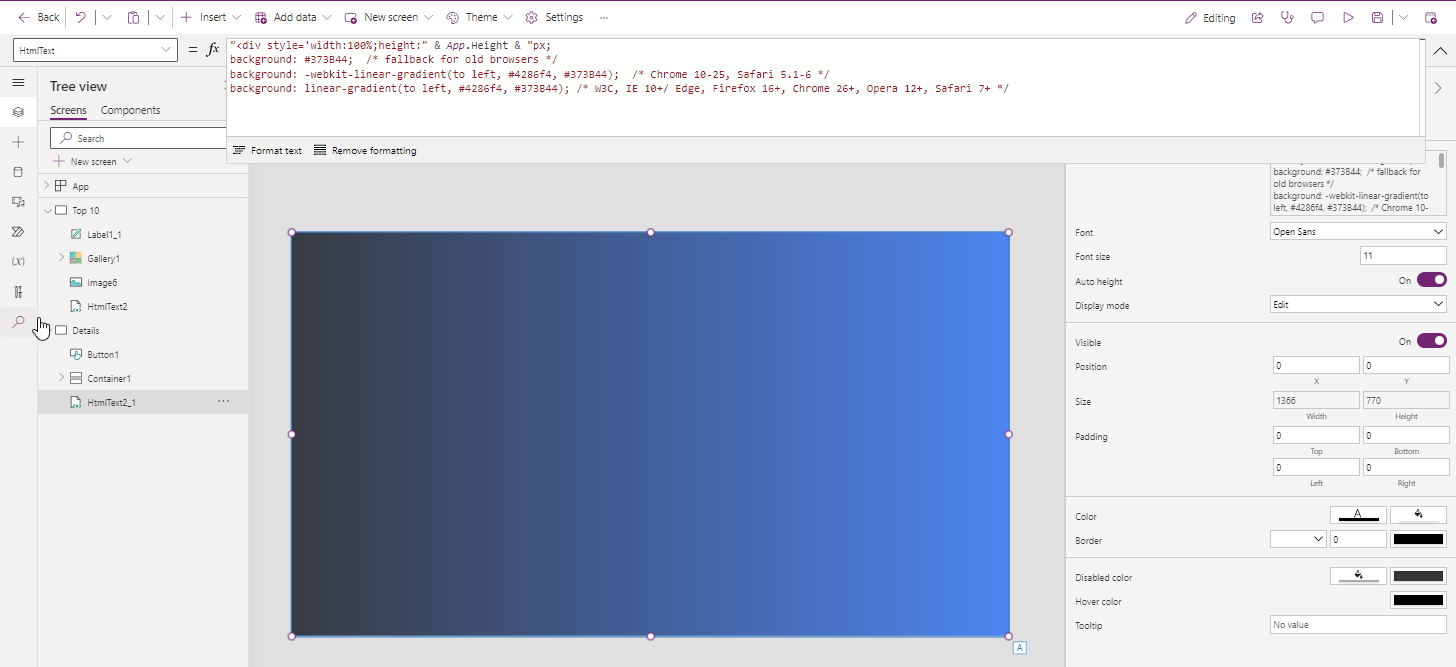 Back
Insert
Add data
New screen
Theme
Settings
...
Editing
HtmlText
= fx
"<div style='width:100%;height:" & App.Height & "px;
background: #373B44;  /* fallback for old browsers */
background: -webkit-linear-gradient(to left, #4286f4, #373B44);  /* Chrome 10-25, Safari 5.1-6 */
background: linear-gradient(to left, #4286f4, #373B44); /* W3C, IE 10+/ Edge, Firefox 16+, Chrome 26+, Opera 12+, Safari 7+ */
Format text
Remove formatting
Tree view
Screens
Components
Search
New screen
App
Top 10
Label1_1
Gallery1
Image6
HtmlText2
Details
Button1
Container1
HtmlText2_1
(x)
A
background: #373B44;  /* fallback for
old browsers */
background: -webkit-linear-gradient(to
left, #4286f4, #373B44);  /* Chrome 10-
Font
Open Sans
Font size
11
Auto height
On
Display mode
Edit
Visible
On
Position
0
0
X
Y
Size
1366
770
Width
Height
Padding
0
0
Top
Bottom
0
0
Left
Right
Color
A
Border
0
Disabled color
Hover color
Tooltip
No value